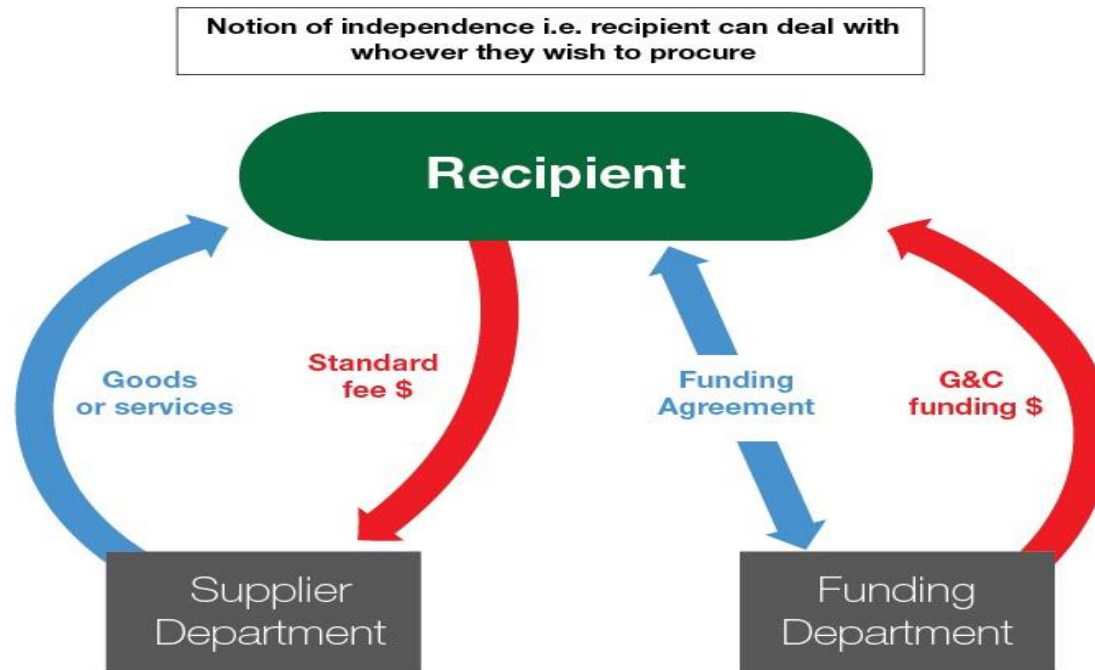 Notion of independence i.e. recipient can deal with
whoever they wish to procure
Recipient
Goods
or services
Standard
fee $
Funding
Agreement
G&C
funding $
Supplier
Department
Funding
Department